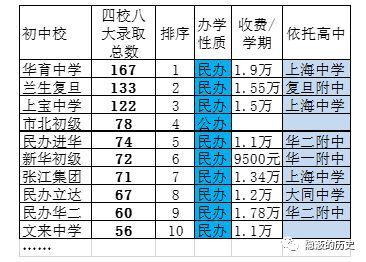 初中校 四校八大录取总数 排序 办学性质 收费/学期 依托高中
华育中学 167 1 民办 1.9万 上海中学
兰生复旦 133 2 民办 1.55万 复旦附中
上宝中学 122 3 民办 1.5万 上海中学
市北初级 78 4 公办
民办进华 74 5 民办 1.1万 华二附中
新华初级 72 6 民办 9500元 华一附中
张江集团 71 7 民办 1.34万 上海中学
民办立达 67 8 民办 1.2万 大同中学
民办华二 60 9 民办 1.78万 华二附中
文来中学 56 10 民办 1.1万
......